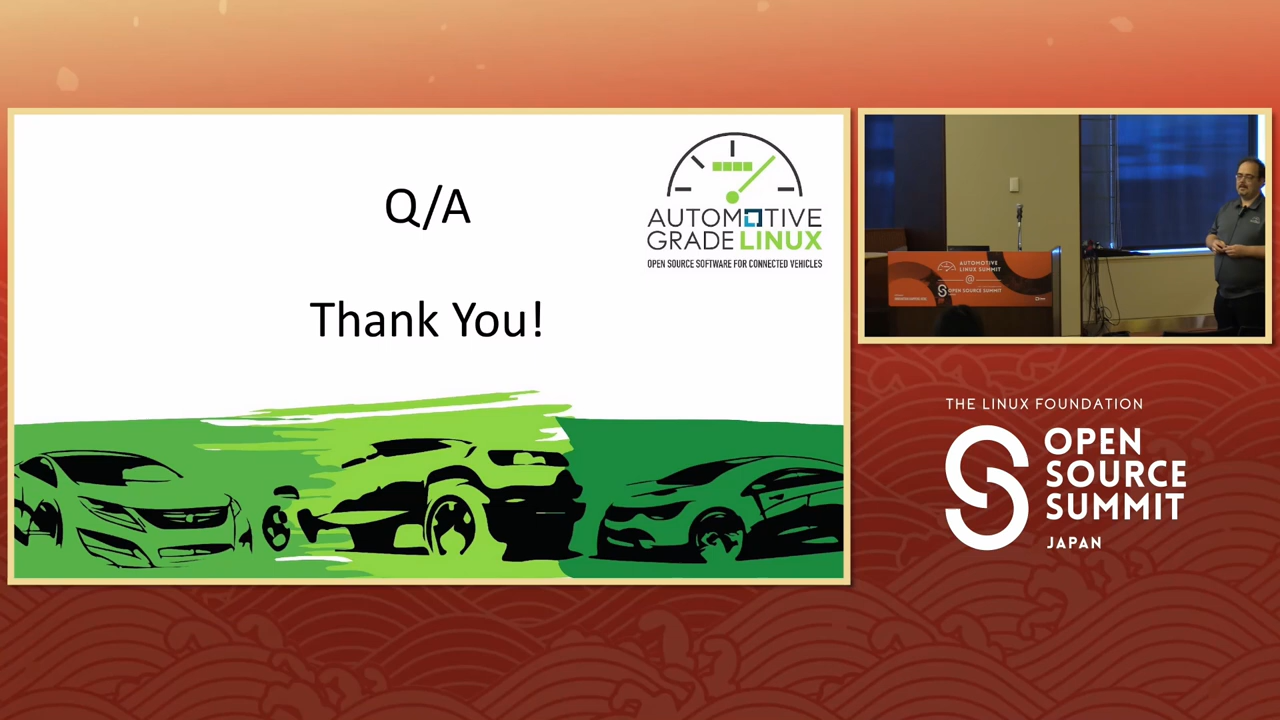 Q/A
Thank You!
AUTOMOTIVE
GRADE LINUX
OPEN SOURCE SOFTWARE FOR CONNECTED VEHICLES
AUTOMOTIVE
LINUX SUMMIT
@
OPEN SOURCE SUMMIT
THE LINUX FOUNDATION
OPEN
SOURCE
SUMMIT
JAPAN